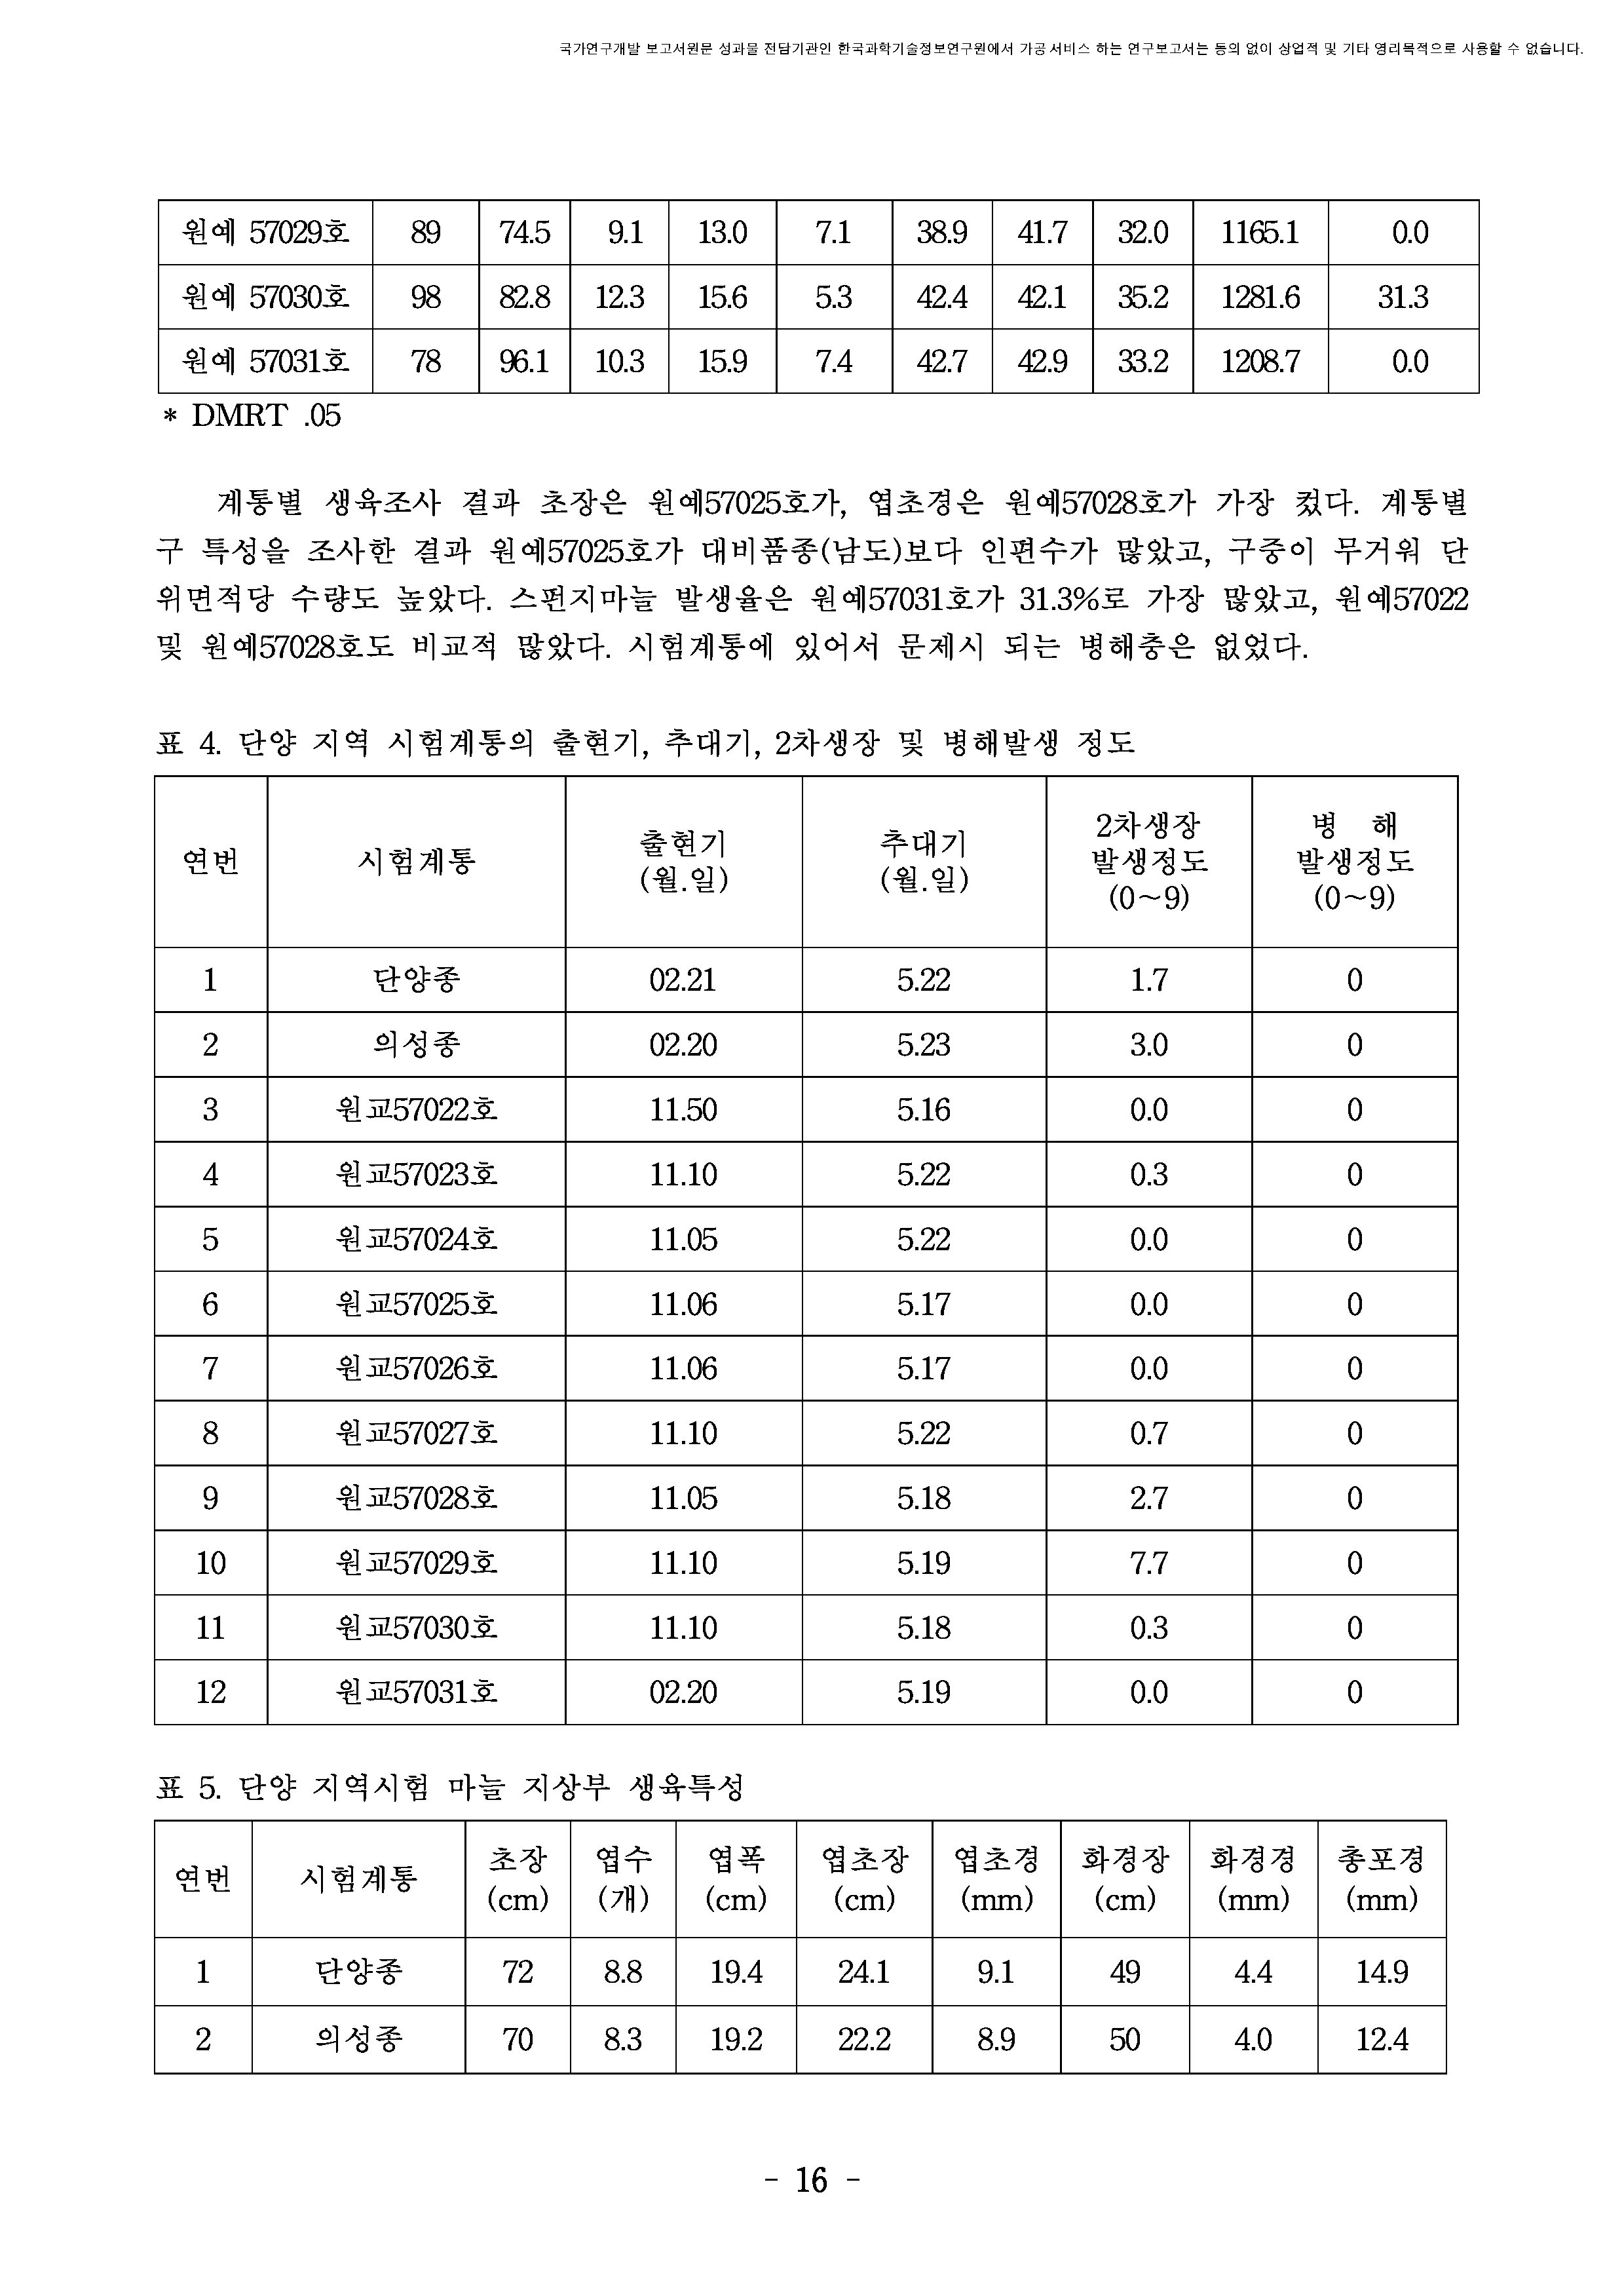 국가연구개발 보고서원문 성과물 전담기관인 한국과학기술정보연구원에서 가공·서비스 하는 연구보고서는 동의 없이 상업적 및 기타 영리목적으로 사용할 수 없습니다.
원예 57029호 89 74.5 9.1 13.0 7.1 38.9 41.7 32.0 1165.1 0.0
원예 57030호 98 82.8 12.3 15.6 5.3 42.4 42.1 35.2 1281.6 31.3
원예 57031호 78 96.1 10.3 15.9 7.4 42.7 42.9 33.2 1208.7 0.0
* DMRT .05
계통별 생육조사 결과 초장은 원예57025호가, 엽초경은 원예57028호가 가장 컸다. 계통별
구 특성을 조사한 결과 원예57025호가 대비품종(남도)보다 인편수가 많았고, 구중이 무거워 단
위면적당 수량도 높았다. 스펀지마늘 발생율은 원예57031호가 31.3%로 가장 많았고, 원예57022
및 원예57028호도 비교적 많았다. 시험계통에 있어서 문제시 되는 병해충은 없었다.
표 4. 단양 지역 시험계통의 출현기, 추대기, 2차생장 및 병해발생 정도
연번 시험계통 출현기 (월.일) 추대기 (월.일) 2차생장 발생정도 (0~9) 병 해 발생정도 (0~9)
1 단양종 02.21 5.22 1.7 0
2 의성종 02.20 5.23 3.0 0
3 원교57022호 11.50 5.16 0.0 0
4 원교57023호 11.10 5.22 0.3 0
5 원교57024호 11.05 5.22 0.0 0
6 원교57025호 11.06 5.17 0.0 0
7 원교57026호 11.06 5.17 0.0 0
8 원교57027호 11.10 5.22 0.7 0
9 원교57028호 11.05 5.18 2.7 0
10 원교57029호 11.10 5.19 7.7 0
11 원교57030호 11.10 5.18 0.3 0
12 원교57031호 02.20 5.19 0.0 0
표 5. 단양 지역시험 마늘 지상부 생육특성
연번 시험계통 초장 (cm) 엽수 (개) 엽폭 (cm) 엽초장 (cm) 엽초경 (mm) 화경장 (cm) 화경경 (mm) 총포경 (mm)
1 단양종 72 8.8 19.4 24.1 9.1 49 4.4 14.9
2 의성종 70 8.3 19.2 22.2 8.9 50 4.0 12.4
- 16 -